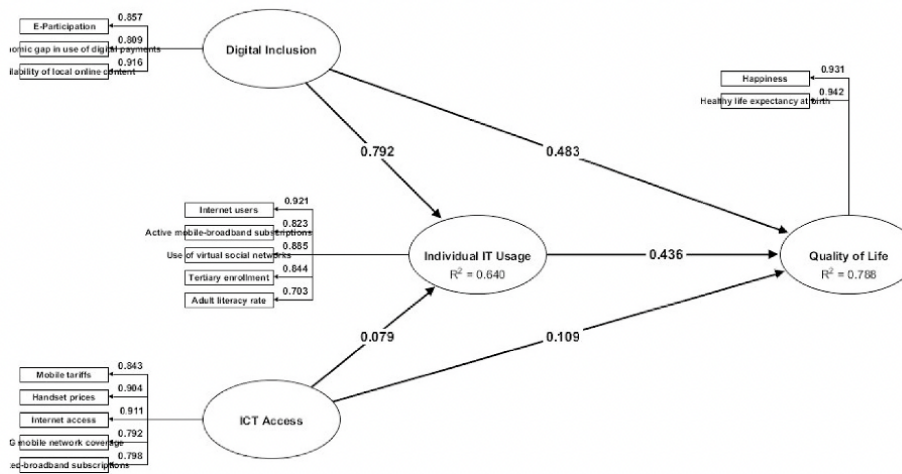 0.857
E-Participation
0.809
omic gap in use of digital payments
0.916
ilability of local online content
Digital Inclusion
0.931
Happiness
0.942
Healthy life expectancy at birth
0.792
0.483
0.921
Internet users
0.823
Active mobile-broadband subscriptions
0.885
Use of virtual social networks
0.844
Tertiary enrollment
0.703
Adult literacy rate
Individual IT Usage
R² = 0.640
0.436
Quality of Life
R² = 0.788
0.079
0.109
0.843
Mobile tariffs
0.904
Handset prices
0.911
Internet access
0.792
G mobile network coverage
0.798
ed-broadband subscriptions
ICT Access